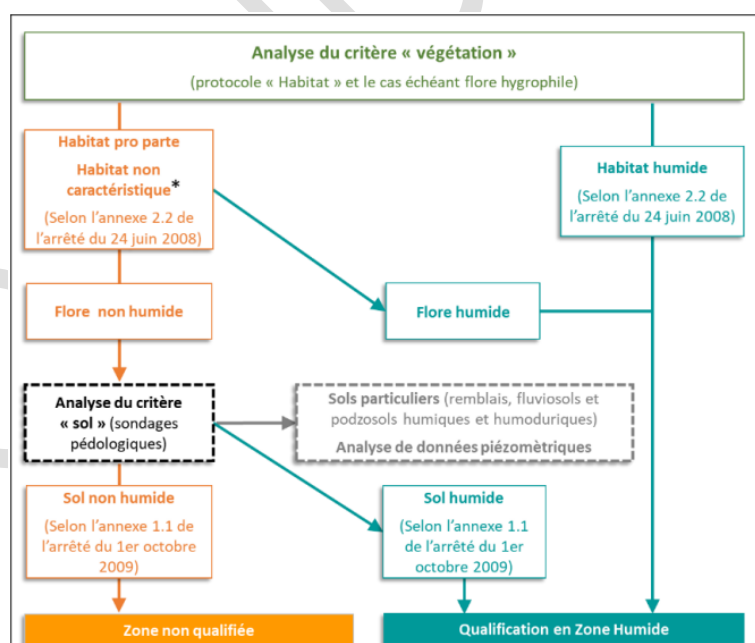 Analyse du critère « végétation »
(protocole « Habitat » et le cas échéant flore hygrophile)
Habitat pro parte
Habitat non
caractéristique*
(Selon l'annexe 2.2 de
l'arrêté du 24 juin 2008)
Habitat humide
(Selon l'annexe 2.2 de
l'arrêté du 24 juin 2008)
Flore non humide
Flore humide
Analyse du critère
« sol » (sondages
pédologiques)
Sols particuliers (remblais, fluviosols et
podzosols humiques et humoduriques)
Analyse de données piézomètriques
Sol non humide
(Selon l'annexe 1.1 de
l'arrêté du 1er octobre
2009)
Sol humide
(Selon l'annexe 1.1
de l'arrêté du 1er
octobre 2009)
Zone non qualifiée
Qualification en Zone Humide